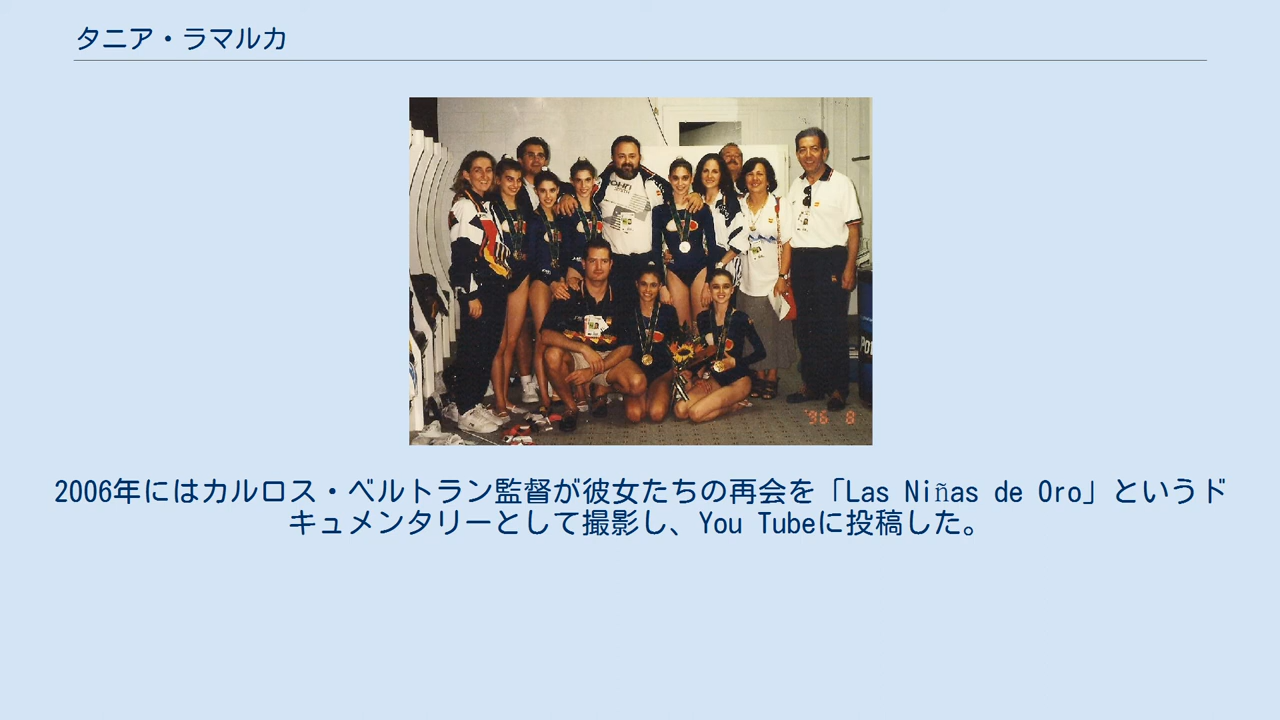 タニア・ラマルカ
'96 8
2006年にはカルロス・ベルトラン監督が彼女たちの再会を「Las Niñas de Oro」というド
キュメンタリーとして撮影し、You Tubeに投稿した。